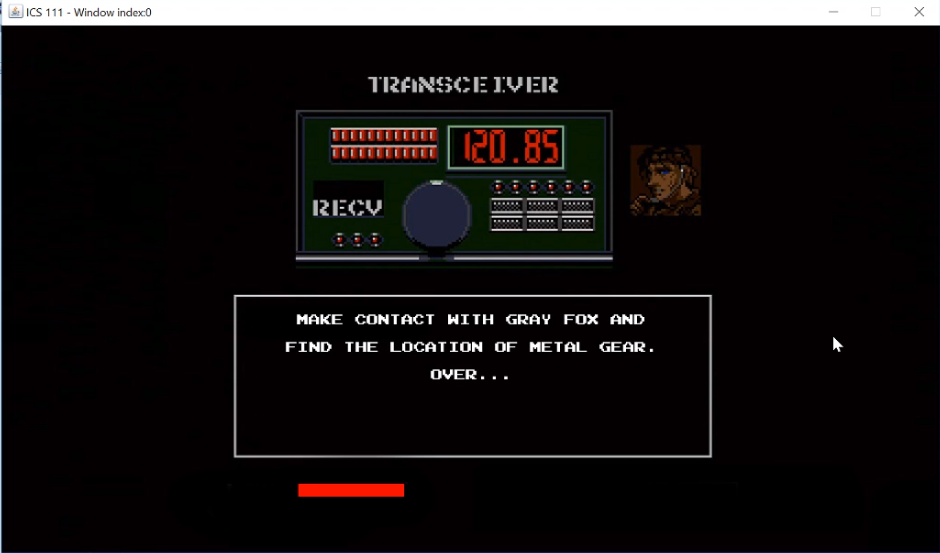 ICS 111 - Window index:0
TRANSCEIVER
120.85
RECV
MAKE CONTACT WITH GRAY FOX AND
FIND THE LOCATION OF METAL GEAR.
OVER...